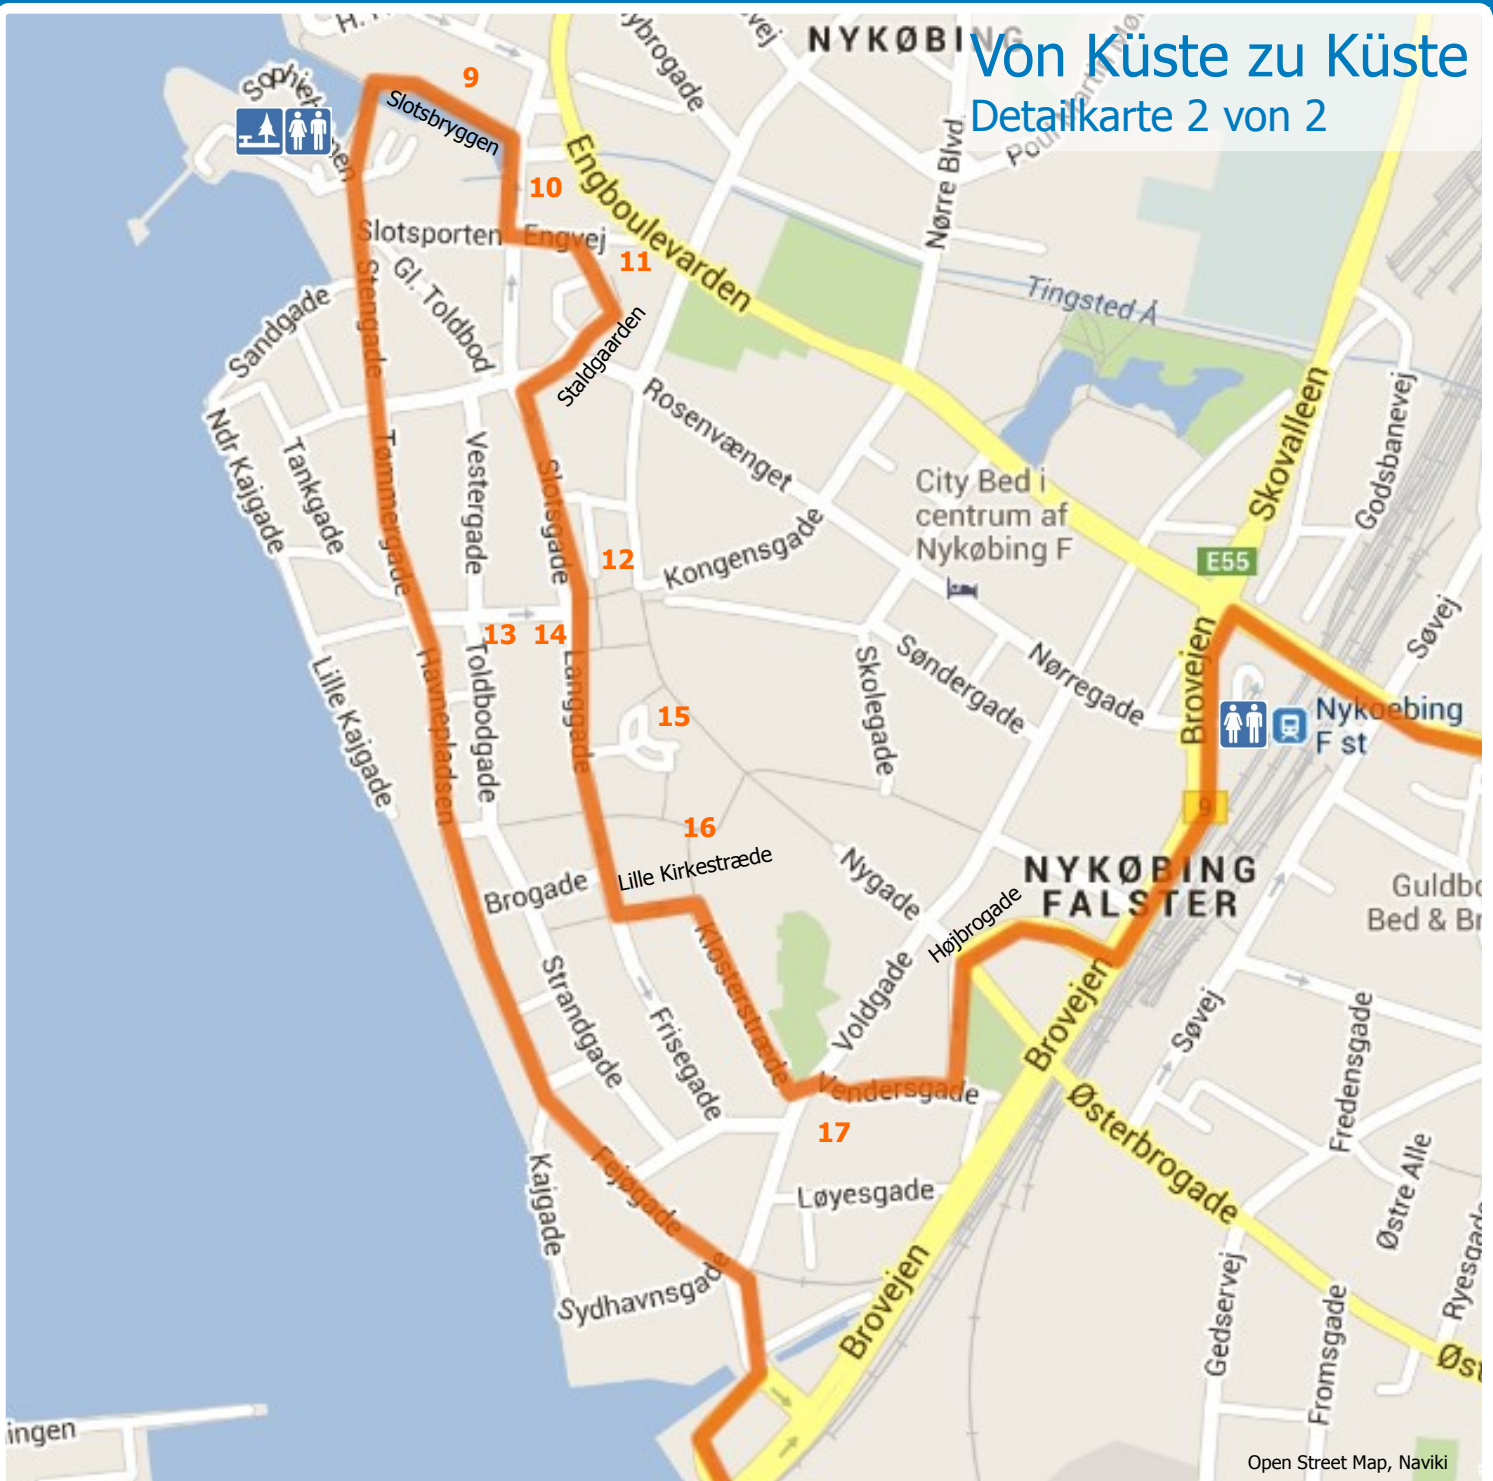 Von Küste zu Küste
Detailkarte 2 von 2
NYKØBING
Engboulevarden
Nørre Blvd
Tingsted Å
Slotsbryggen
9
10
Slotsporten
Engvej
11
Stengade
Gl. Toldbod
Sandgade
Staldgaarden
Rosenvænget
Skovalleen
Godsbanevej
Ndr Kajgade
Tankgade
Tømmergade
Vestergade
Slotsgade
City Bed i
centrum af
Nykøbing F
E55
12
Kongensgade
13
14
Søndergade
Nørregade
Skolegade
Brovejen
Søvej
Lille Kajgade
Havnepladsen
Toldbodgade
Langgade
15
Nykoebing
F st
9
16
Lille Kirkestræde
Brogade
Nygade
NYKØBING
FALSTER
Højbrogade
Klosterstræde
Voldgade
Brovejen
Søvej
Strandgade
Frisegade
Vendersgade
17
Østerbrogade
Fredensgade
Østre Alle
Løyesgade
Kajgade
Fejøgade
Sydhavnsgade
Brovejen
Gedservej
Fromsgade
Open Street Map, Naviki